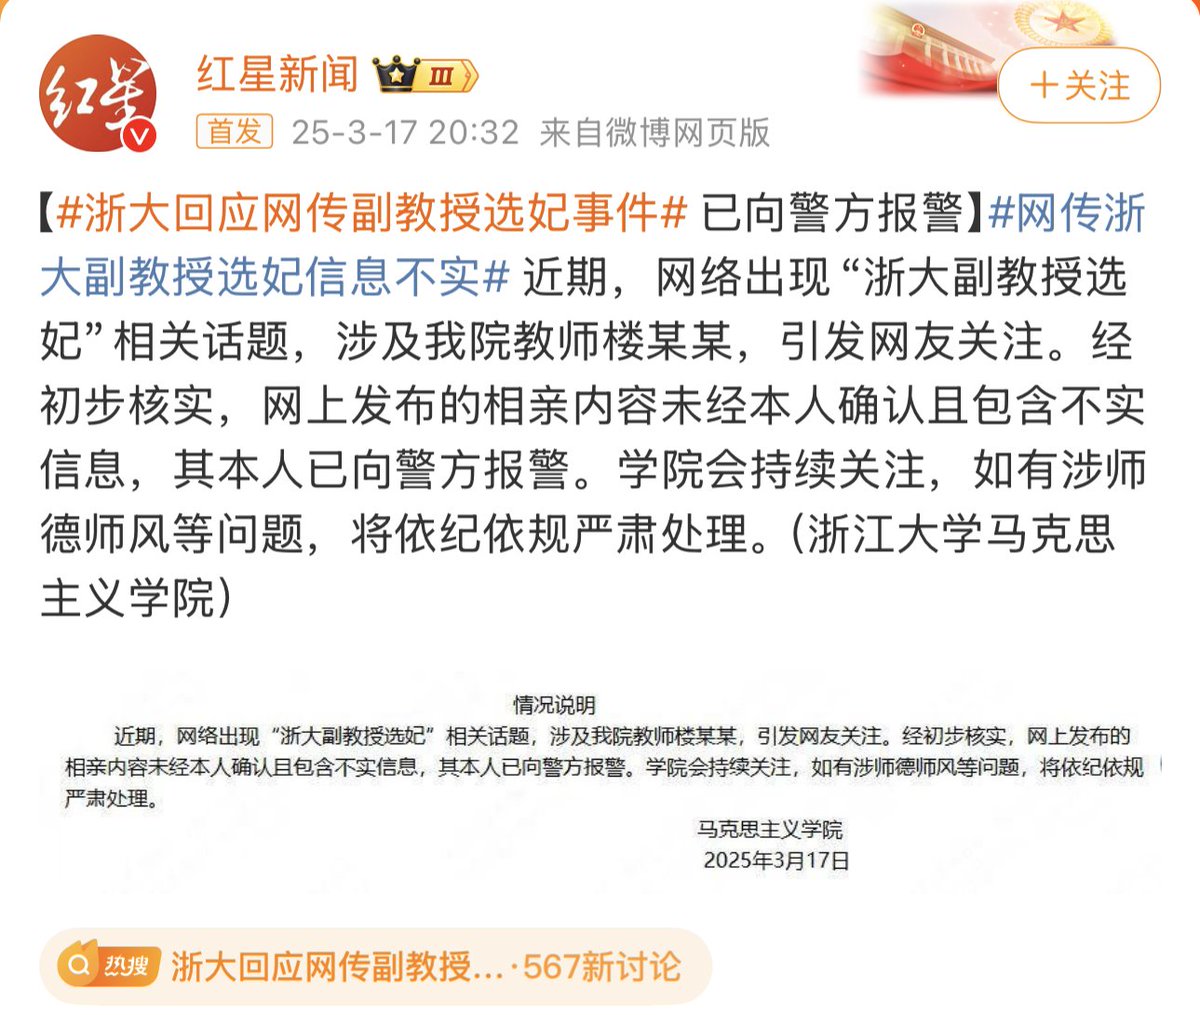 红星
红星新闻 III
+关注
首发 25-3-17 20:32 来自微博网页版
【#浙大回应网传副教授选妃事件# 已向警方报警】#网传浙
大副教授选妃信息不实# 近期，网络出现“浙大副教授选
妃”相关话题，涉及我院教师楼某某，引发网友关注。经
初步核实，网上发布的相亲内容未经本人确认且包含不实
信息，其本人已向警方报警。学院会持续关注，如有涉师
德师风等问题，将依纪依规严肃处理。（浙江大学马克思
主义学院）
情况说明
近期，网络出现“浙大副教授选妃”相关话题，涉及我院教师楼某某，引发网友关注。经初步核实，网上发布的
相亲内容未经本人确认且包含不实信息，其本人已向警方报警。学院会持续关注，如有涉师德师风等问题，将依纪依规
严肃处理。
马克思主义学院
2025年3月17日
热搜 浙大回应网传副教授...·567新讨论